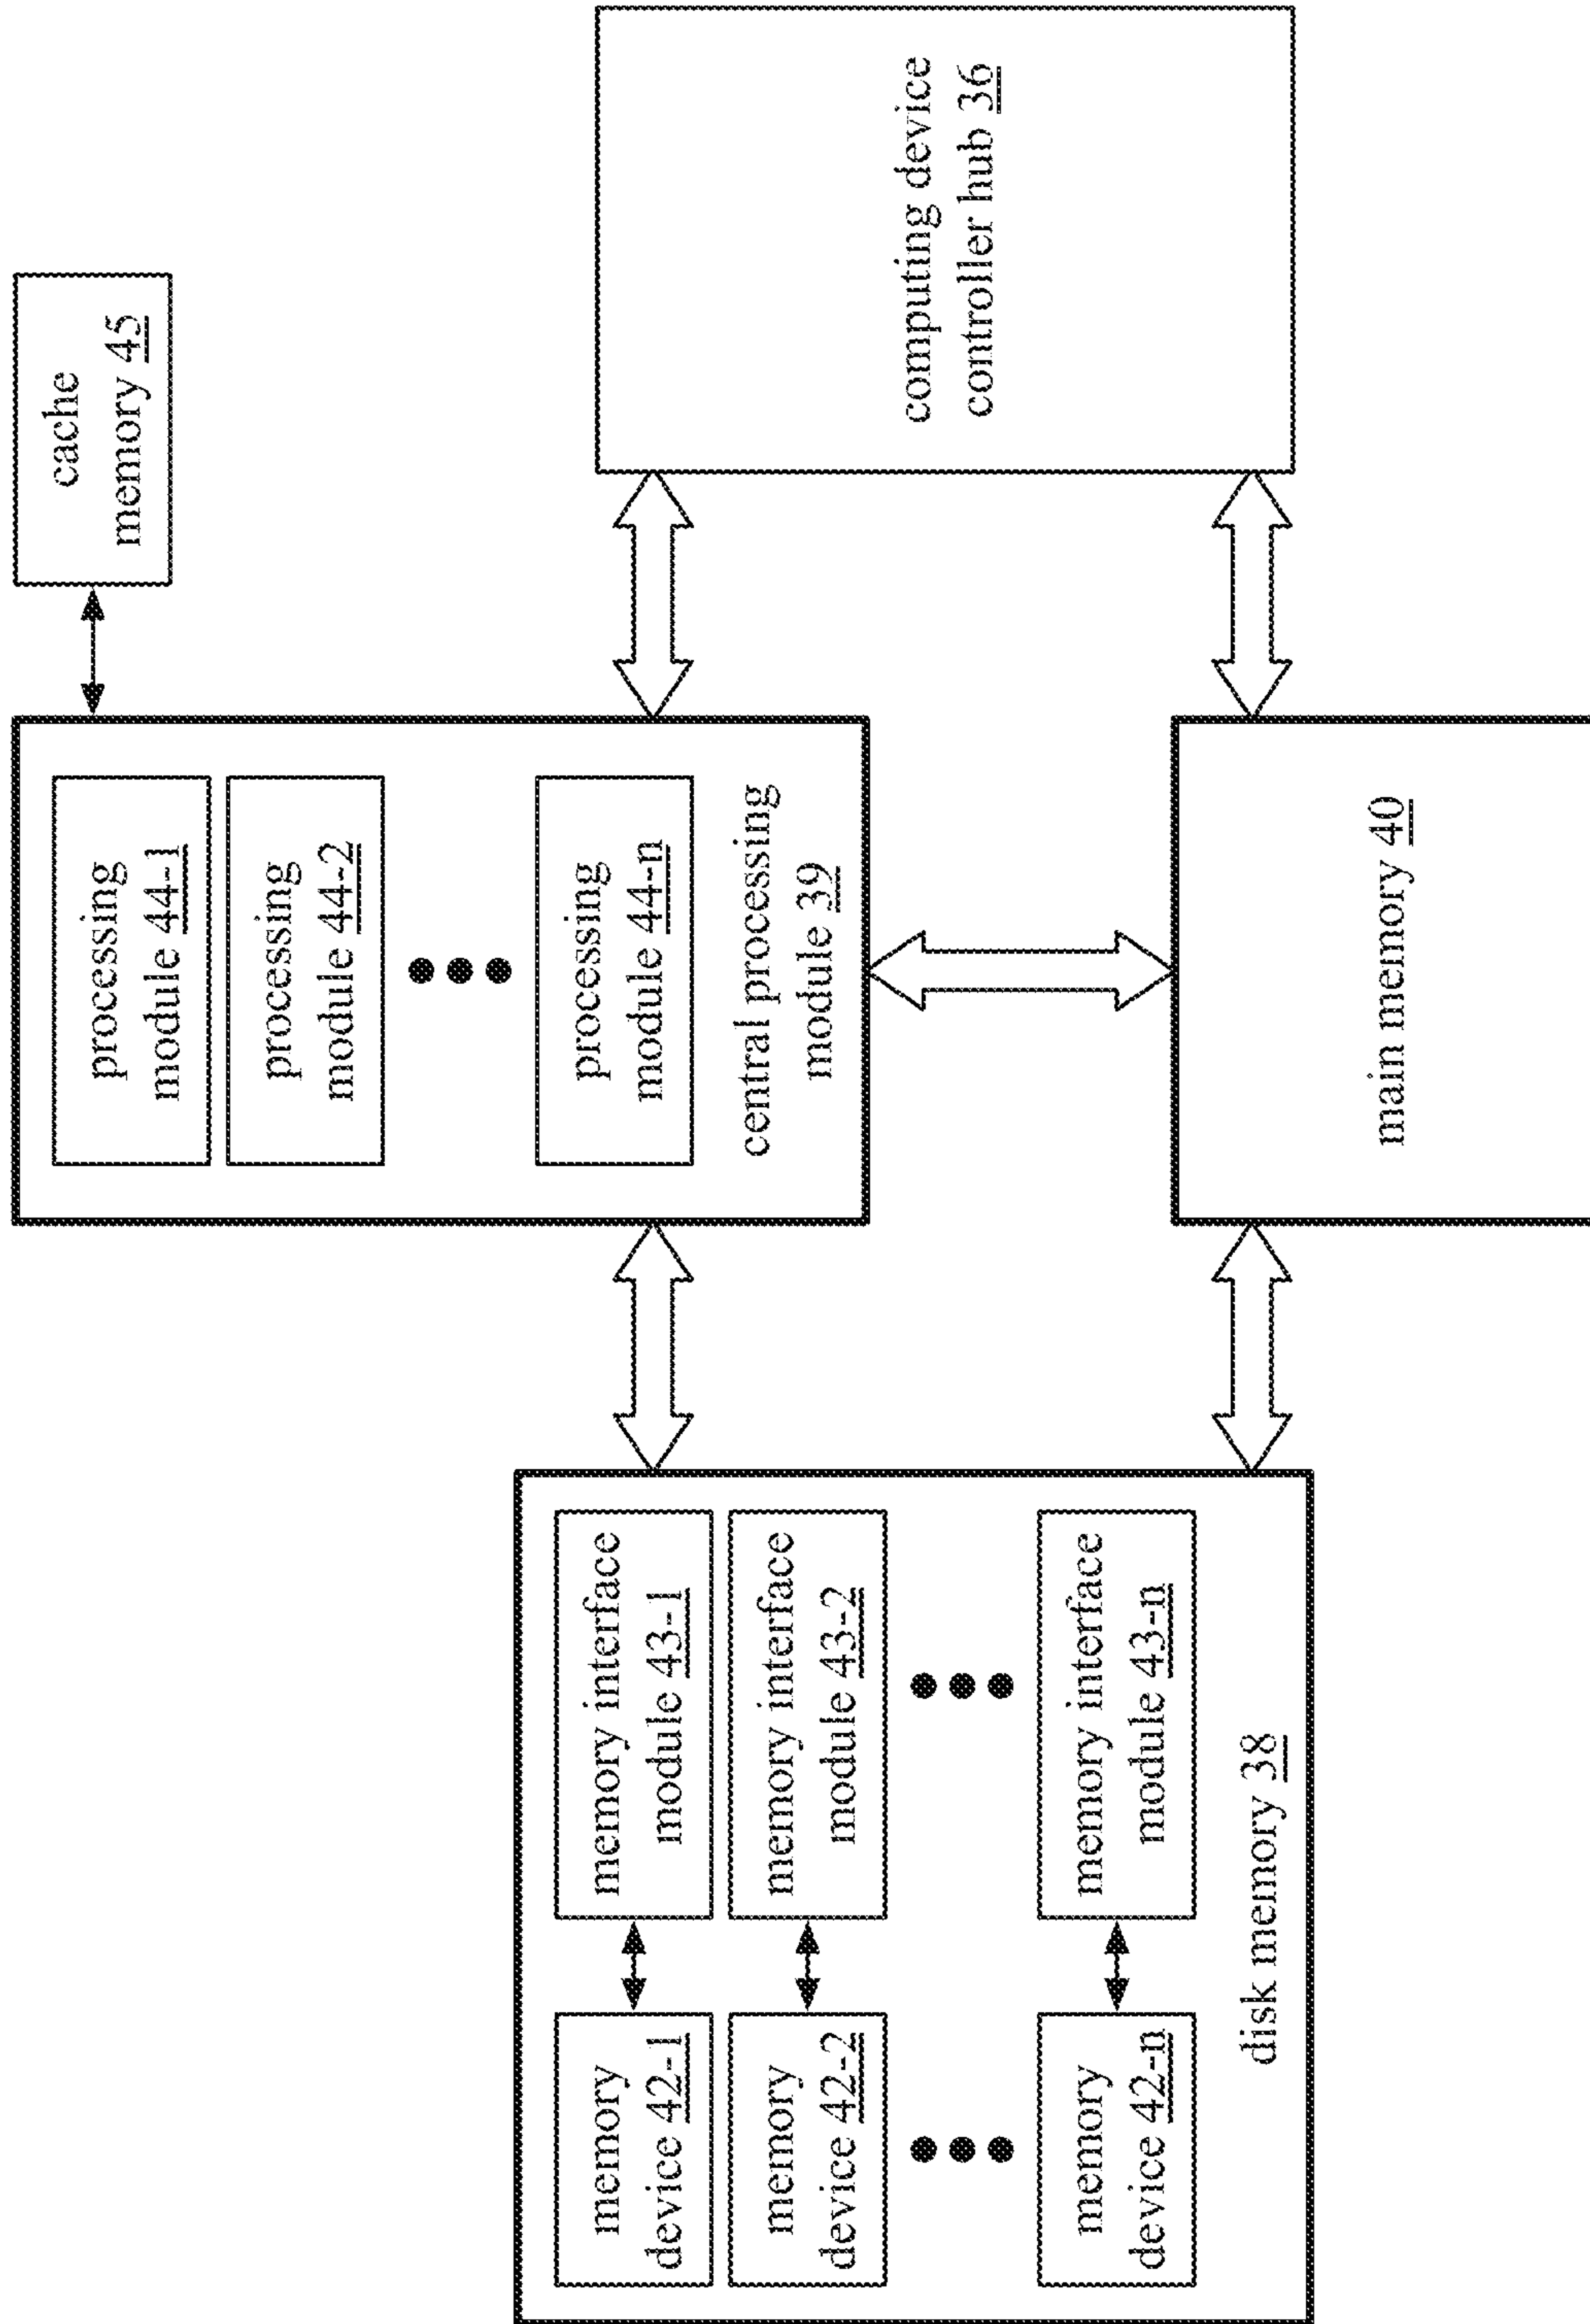 memory
device 42-1
memory interface
module 43-1
memory
device 42-2
memory interface
module 43-2
memory
device 42-n
memory interface
module 43-n
disk memory 38
processing
module 44-1
processing
module 44-2
processing
module 44-n
central processing
module 39
cache
memory 45
main memory 40
computing device
controller hub 36